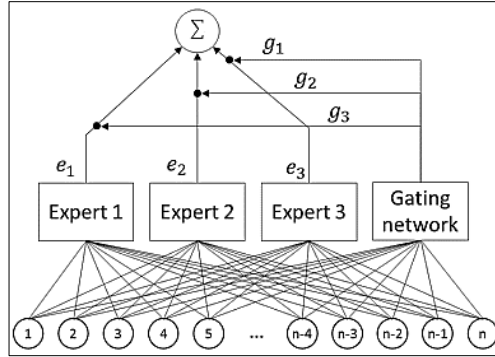 Σ
g₁
g₂
g₃
e₁ e₂ e₃
Expert 1 Expert 2 Expert 3 Gating network
1 2 3 4 5 ... n-4 n-3 n-2 n-1 n